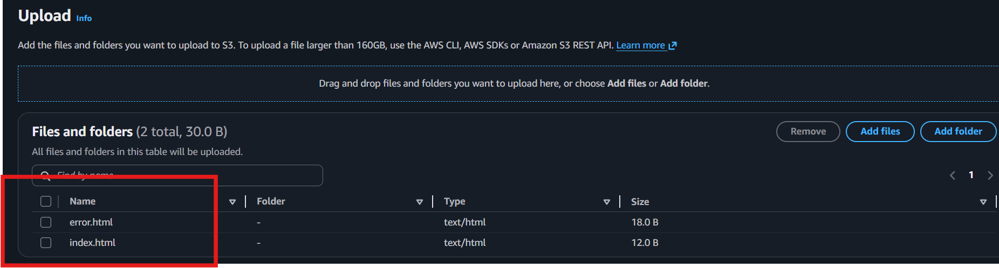 Upload Info
Add the files and folders you want to upload to S3. To upload a file larger than 160GB, use the AWS CLI, AWS SDKs or Amazon S3 REST API. Learn more
Drag and drop files and folders you want to upload here, or choose Add files or Add folder.
Files and folders (2 total, 30.0 B)
Remove Add files Add folder
All files and folders in this table will be uploaded.
Find by name
1
Name Folder Type Size
error.html - text/html 18.0 B
index.html - text/html 12.0 B